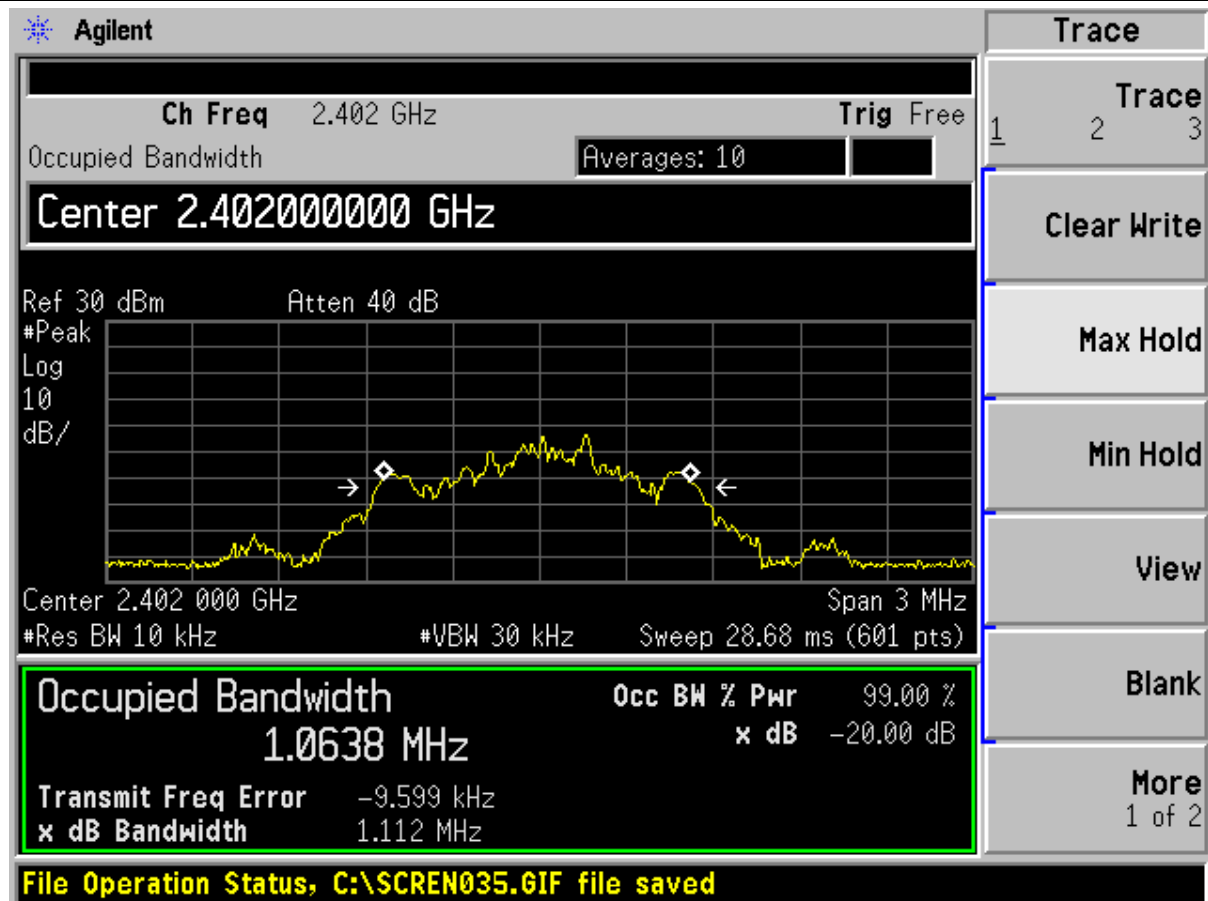 Agilent
Trace
Ch Freq 2.402 GHz Trig Free
Occupied Bandwidth Averages: 10
Center 2.402000000 GHz
Ref 30 dBm Atten 40 dB
#Peak
Log
10
dB/
Center 2.402 000 GHz Span 3 MHz
#Res BW 10 kHz #VBW 30 kHz Sweep 28.68 ms (601 pts)
Occupied Bandwidth
1.0638 MHz
Occ BW % Pwr 99.00 %
x dB -20.00 dB
Transmit Freq Error -9.599 kHz
x dB Bandwidth 1.112 MHz
Trace
1 2 3
Clear Write
Max Hold
Min Hold
View
Blank
More
1 of 2
File Operation Status, C:\SCREN035.GIF file saved